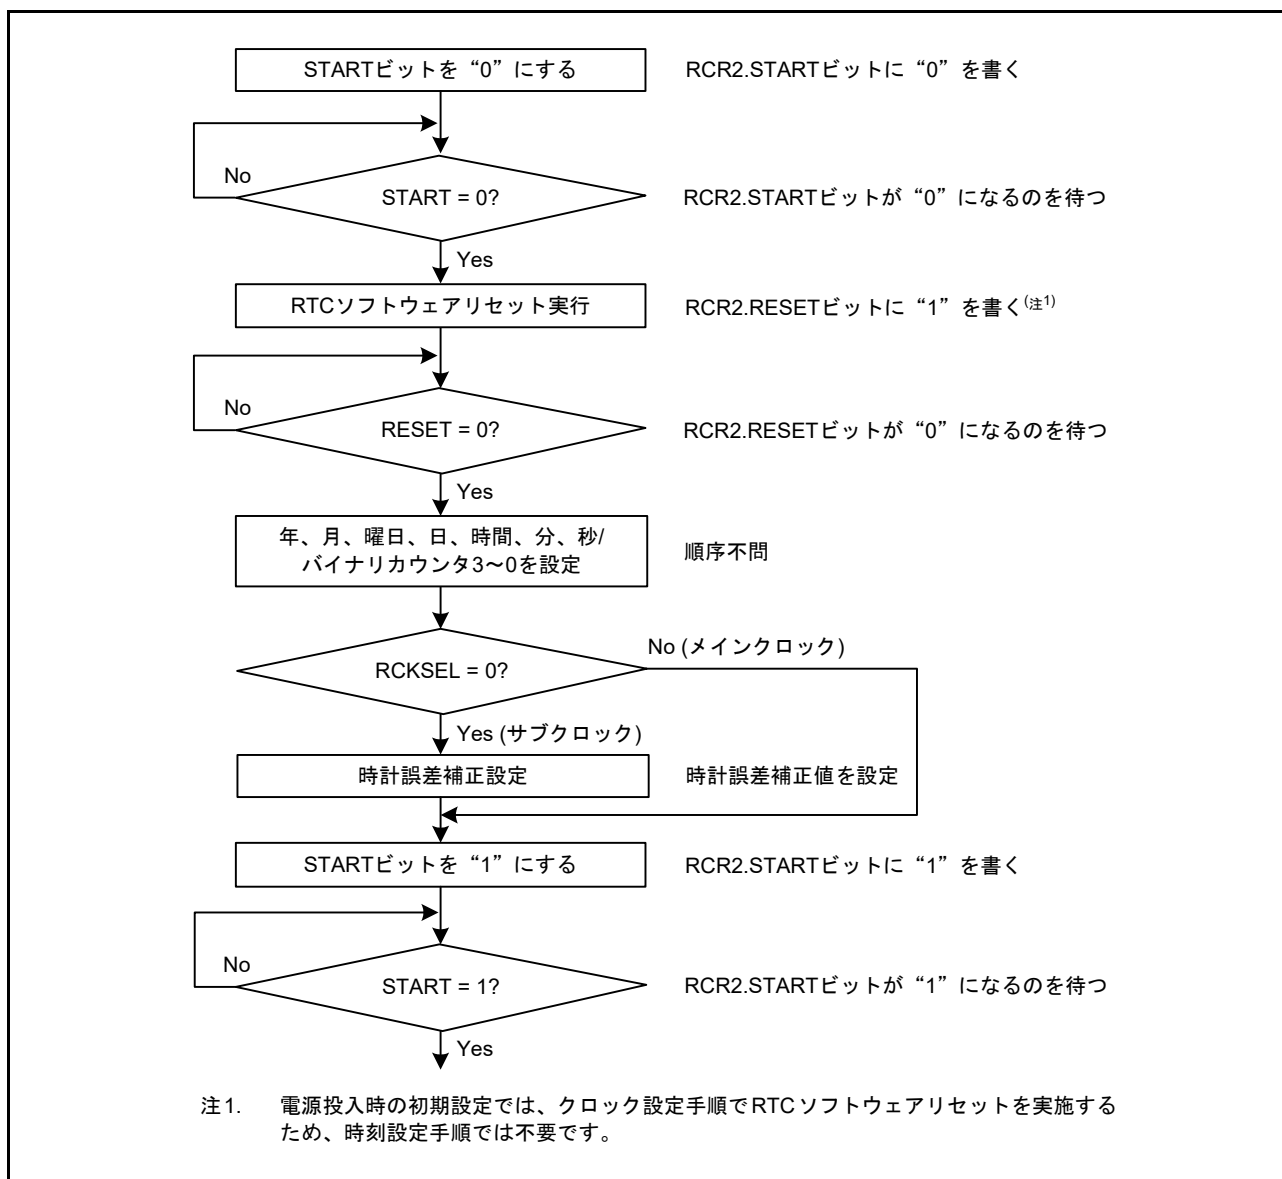 STARTビットを“0”にする
RCR2.STARTビットに“0”を書く
No
START = 0?
RCR2.STARTビットが“0”になるのを待つ
Yes
RTCソフトウェアリセット実行
RCR2.RESETビットに“1”を書く(注1)
No
RESET = 0?
RCR2.RESETビットが“0”になるのを待つ
Yes
年、月、曜日、日、時間、分、秒/
バイナリカウンタ3～0を設定
順序不問
No (メインクロック)
RCKSEL = 0?
Yes (サブクロック)
時計誤差補正設定
時計誤差補正値を設定
STARTビットを“1”にする
RCR2.STARTビットに“1”を書く
No
START = 1?
RCR2.STARTビットが“1”になるのを待つ
Yes
注1. 電源投入時の初期設定では、クロック設定手順でRTCソフトウェアリセットを実施する
ため、時刻設定手順では不要です。